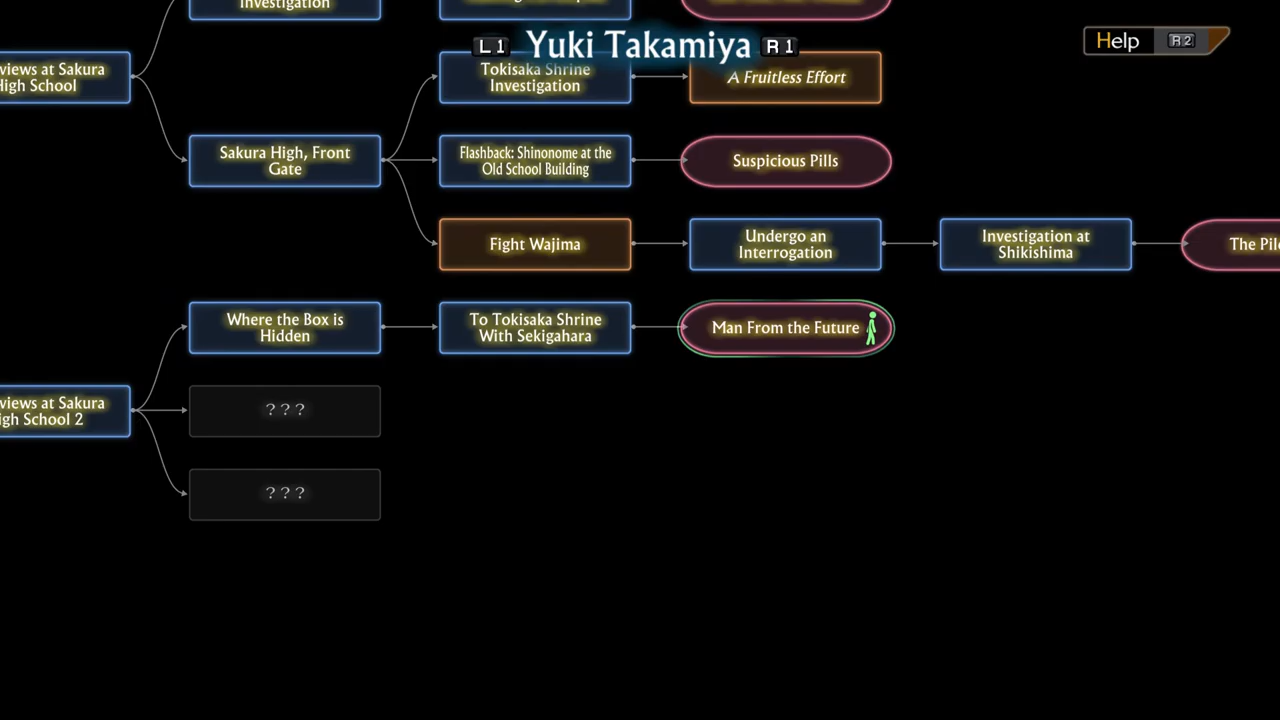 Investigation
L 1 Yuki Takamiya R 1
Help R 2
views at Sakura
High School
Tokisaka Shrine
Investigation
A Fruitless Effort
Sakura High, Front
Gate
Flashback: Shinonome at the
Old School Building
Suspicious Pills
Fight Wajima
Undergo an
Interrogation
Investigation at
Shikishima
The Pil
Where the Box is
Hidden
To Tokisaka Shrine
With Sekigahara
Man From the Future
views at Sakura
igh School 2
? ? ?
? ? ?